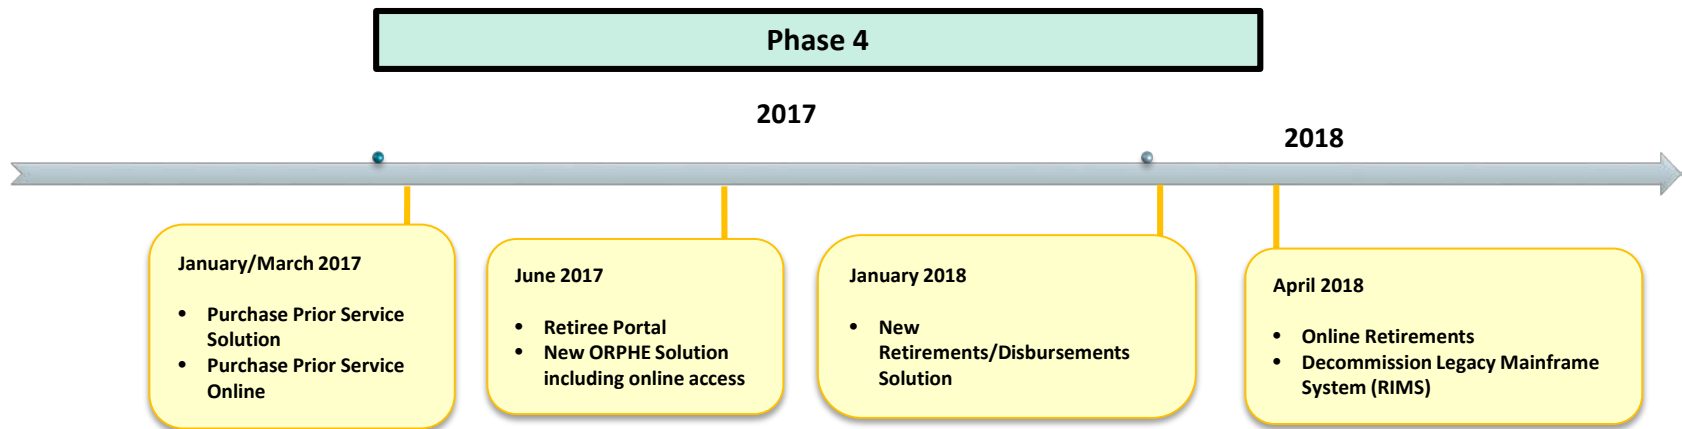 Phase 4
2017
2018
January/March 2017
• Purchase Prior Service
Solution
• Purchase Prior Service
Online
June 2017
• Retiree Portal
• New ORPHE Solution
including online access
January 2018
• New
Retirements/Disbursements
Solution
April 2018
• Online Retirements
• Decommission Legacy Mainframe
System (RIMS)